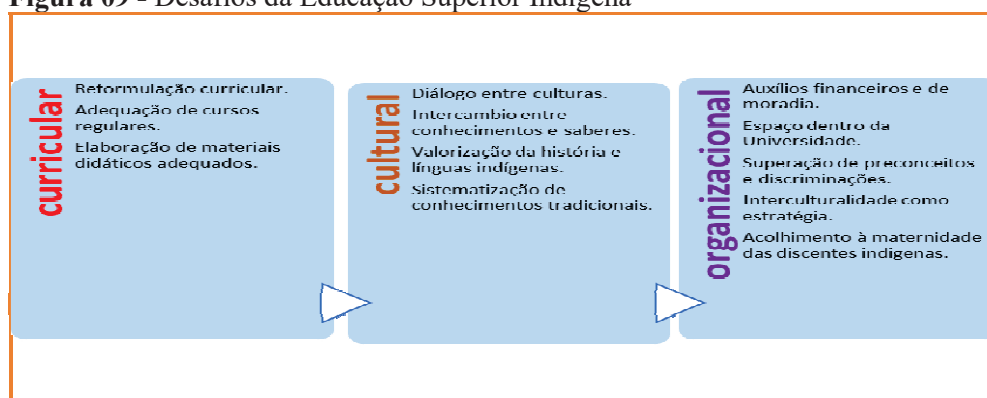 Figura 09 - Desafios da Educação Superior Indígena
curricular
Reformulação curricular.
Adequação de cursos
regulares.
Elaboração de materiais
didáticos adequados.
cultural
Diálogo entre culturas.
Intercambio entre
conhecimentos e saberes.
Valorização da história e
línguas indígenas.
Sistematização de
conhecimentos tradicionais.
organizacional
Auxílios financeiros e de
moradia.
Espaço dentro da
Universidade.
Superação de preconceitos
e discriminações.
Interculturalidade como
estratégia.
Acolhimento à maternidade
das discentes indigenas.